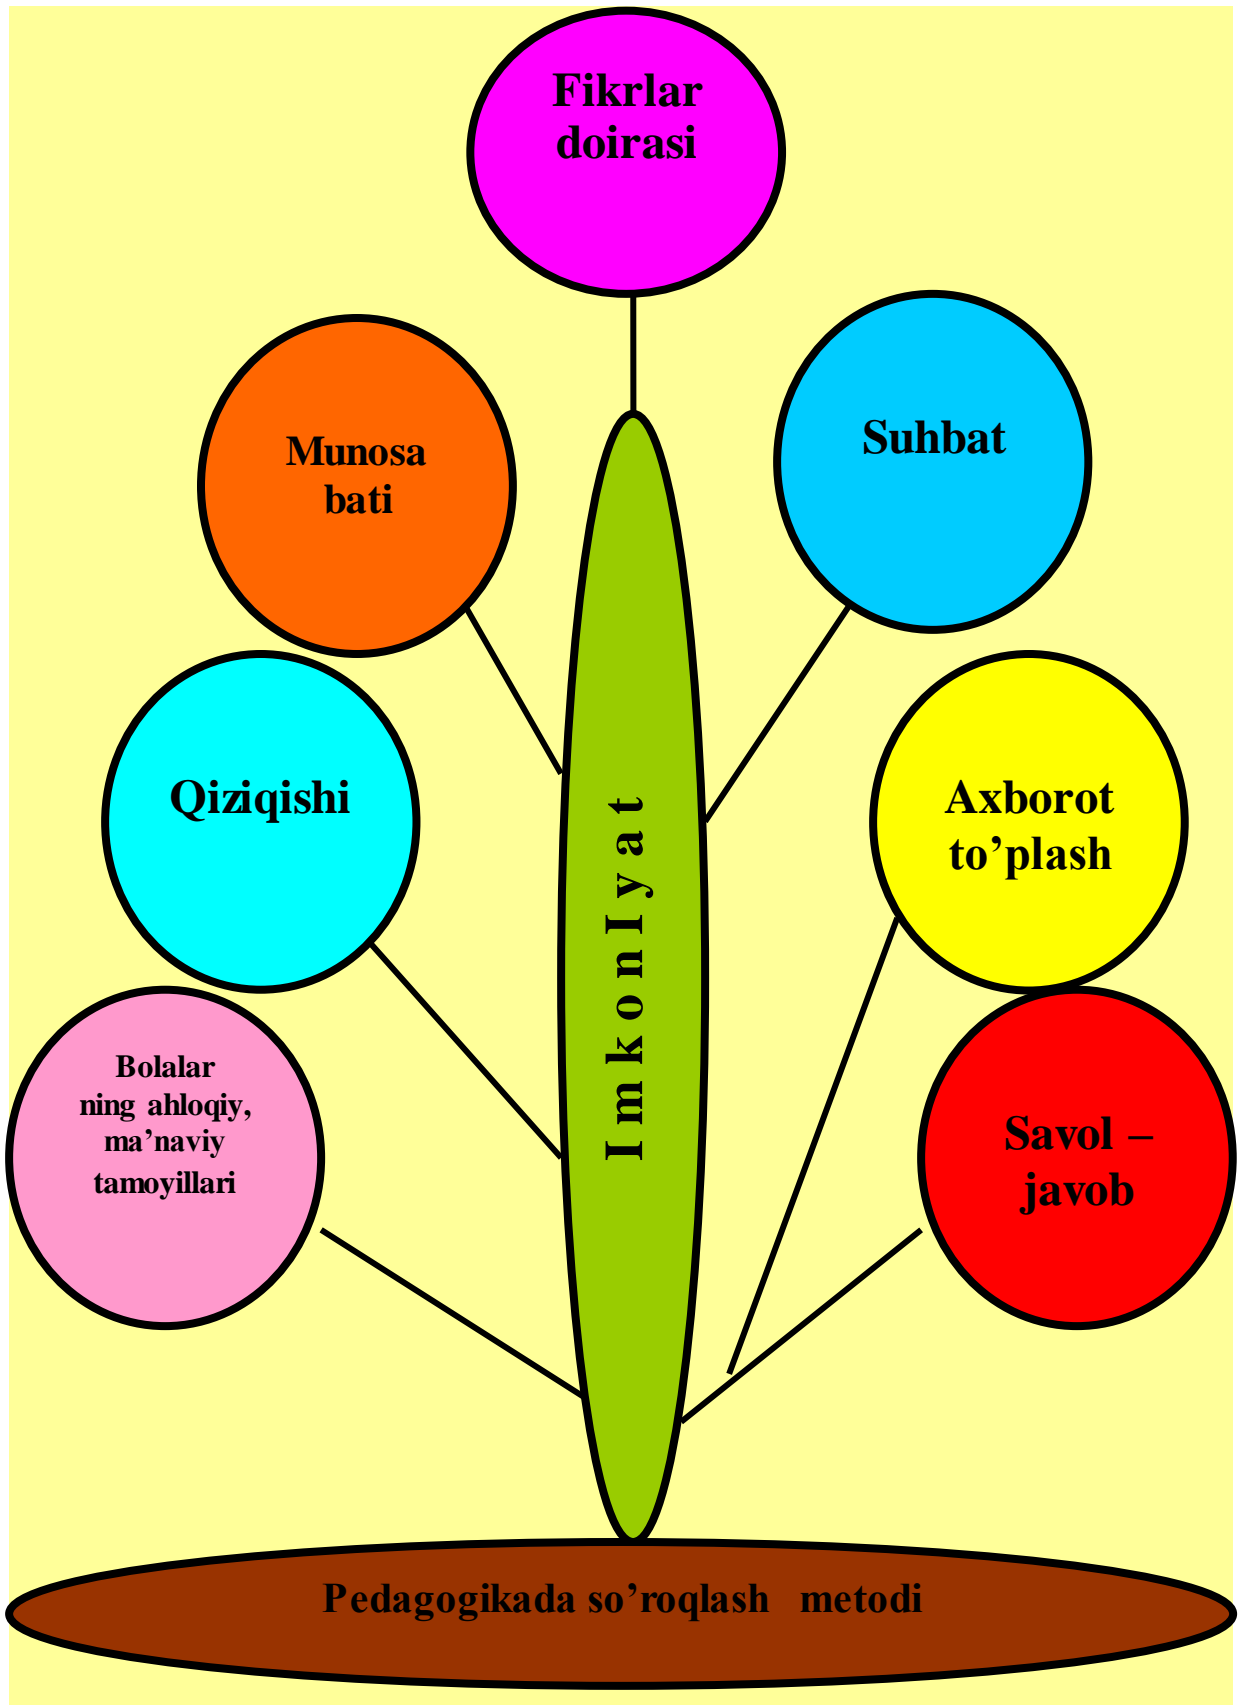 Fikrlar
doirasi
Munosa
bati
Suhbat
Qiziqishi
Axborot
to’plash
I m k o n I y a t
Bolalar
ning ahloqiy,
ma’naviy
tamoyillari
Savol –
javob
Pedagogikada so’roqlash metodi